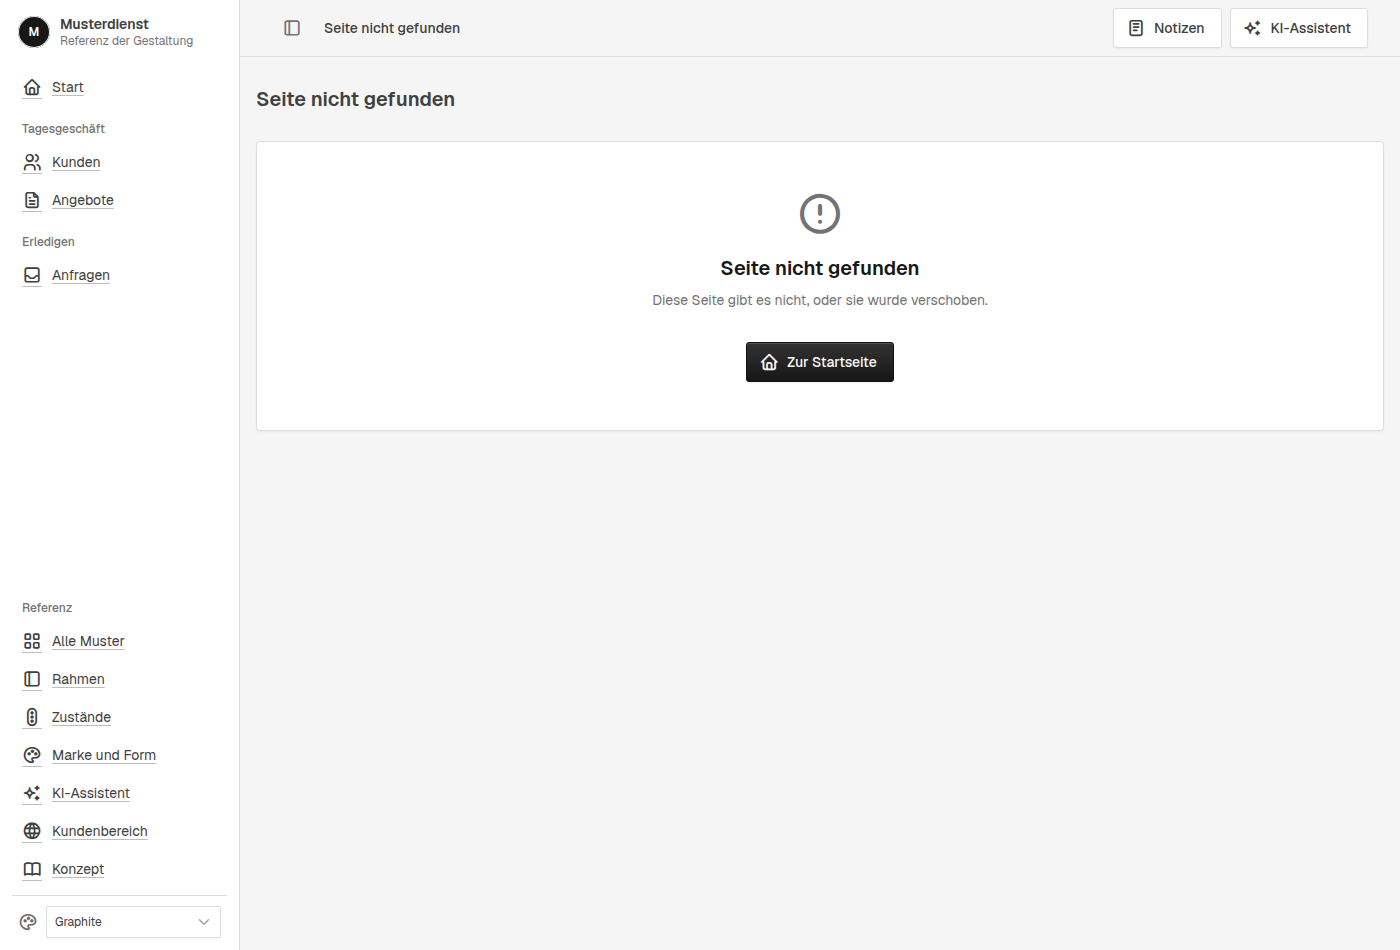 M
Musterdienst
Referenz der Gestaltung
Start
Tagesgeschäft
Kunden
Angebote
Erledigen
Anfragen
Referenz
Alle Muster
Rahmen
Zustände
Marke und Form
KI-Assistent
Kundenbereich
Konzept
Graphite
Seite nicht gefunden
Notizen
KI-Assistent
Seite nicht gefunden
Seite nicht gefunden
Diese Seite gibt es nicht, oder sie wurde verschoben.
Zur Startseite